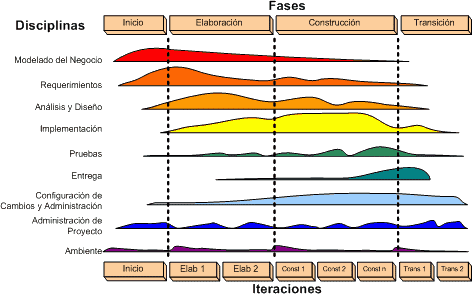 Fases
Disciplinas
Inicio Elaboración Construcción Transición
Modelado del Negocio
Requerimientos
Análisis y Diseño
Implementación
Pruebas
Entrega
Configuración de
Cambios y Administración
Administración de
Proyecto
Ambiente
Inicio Elab 1 Elab 2 Const 1 Const 2 Const n Trans 1 Trans 2
Iteraciones